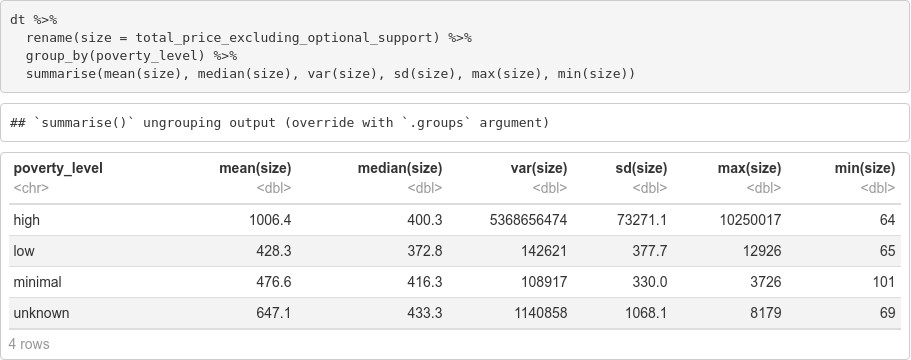 dt %>%
  rename(size = total_price_excluding_optional_support) %>%
  group_by(poverty_level) %>%
  summarise(mean(size), median(size), var(size), sd(size), max(size), min(size))
## `summarise()` ungrouping output (override with `.groups` argument)
poverty_level mean(size) median(size) var(size) sd(size) max(size) min(size)
<chr> <dbl> <dbl> <dbl> <dbl> <dbl> <dbl>
high 1006.4 400.3 5368656474 73271.1 10250017 64
low 428.3 372.8 142621 377.7 12926 65
minimal 476.6 416.3 108917 330.0 3726 101
unknown 647.1 433.3 1140858 1068.1 8179 69
4 rows